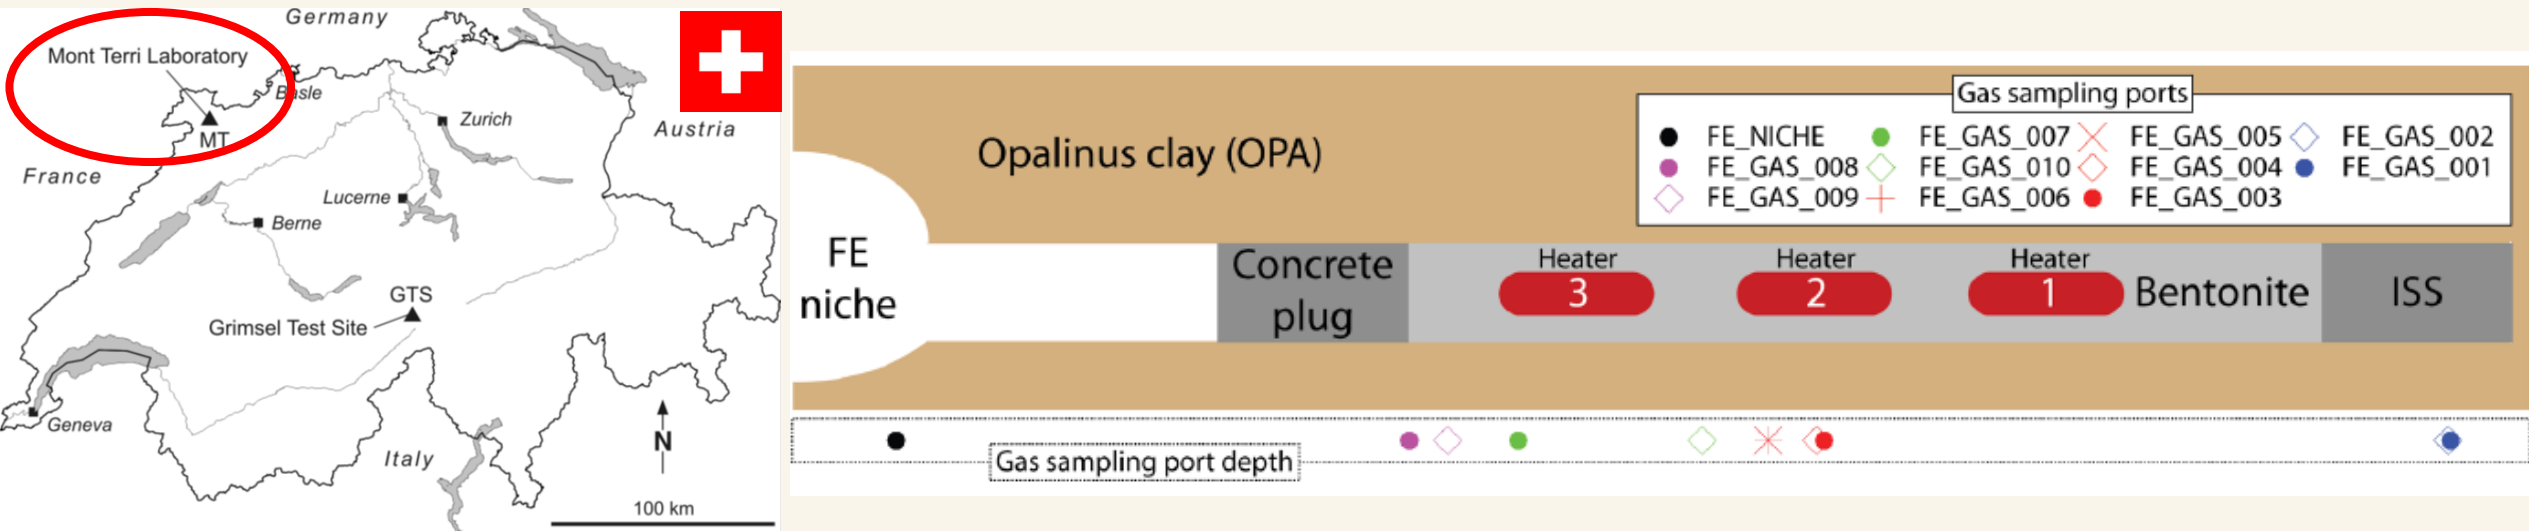 Germany
Mont Terri Laboratory
Basle
MT
Zurich
Austria
France
Lucerne
Berne
GTS
Grimsel Test Site
Geneva
Italy
N
100 km
Gas sampling ports
FE_NICHE
FE_GAS_007
FE_GAS_005
FE_GAS_002
FE_GAS_008
FE_GAS_010
FE_GAS_004
FE_GAS_001
FE_GAS_009
FE_GAS_006
FE_GAS_003
Opalinus clay (OPA)
FE
niche
Concrete
plug
Heater
3
Heater
2
Heater
1
Bentonite
ISS
Gas sampling port depth